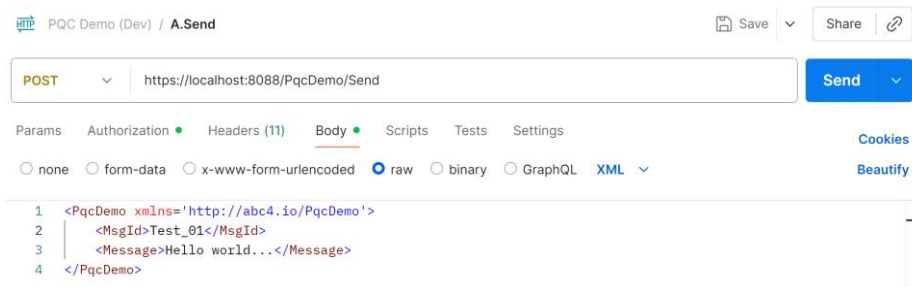 HTTP PQC Demo (Dev) / A.Send Save Share
POST https://localhost:8088/PqcDemo/Send Send
Params Authorization Headers (11) Body Scripts Tests Settings Cookies
none form-data x-www-form-urlencoded raw binary GraphQL XML Beautify
1 <PqcDemo xmlns='http://abc4.io/PqcDemo'>
2 <MsgId>Test_01</MsgId>
3 <Message>Hello world...</Message>
4 </PqcDemo>